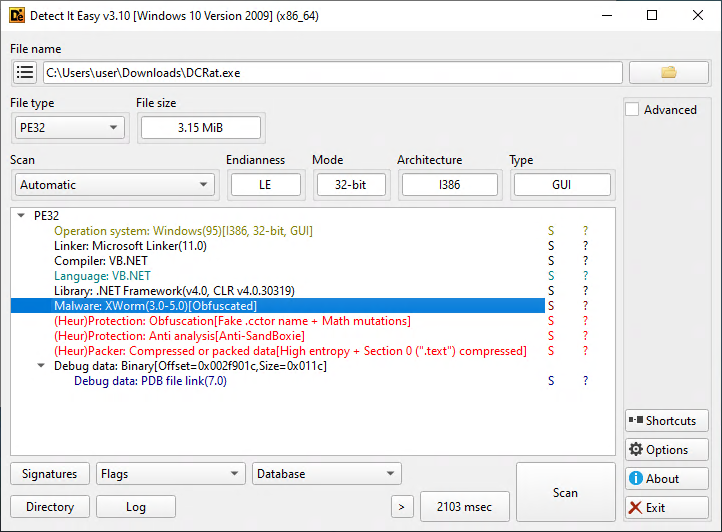 Detect It Easy v3.10 [Windows 10 Version 2009] (x86_64)
File name
C:\Users\user\Downloads\DCRat.exe
File type File size Advanced
PE32 3.15 MiB
Scan Endianness Mode Architecture Type
Automatic LE 32-bit I386 GUI
PE32
Operation system: Windows(95)[I386, 32-bit, GUI] S ?
Linker: Microsoft Linker(11.0) S ?
Compiler: VB.NET S ?
Language: VB.NET S ?
Library: .NET Framework(v4.0, CLR v4.0.30319) S ?
Malware: XWorm(3.0-5.0)[Obfuscated] S ?
(Heur)Protection: Obfuscation[Fake .cctor name + Math mutations] S ?
(Heur)Protection: Anti analysis[Anti-SandBoxie] S ?
(Heur)Packer: Compressed or packed data[High entropy + Section 0 (".text") compressed] S ?
Debug data: Binary[Offset=0x002f901c,Size=0x011c]
Debug data: PDB file link(7.0) S ?
Shortcuts
Options
Signatures Flags Database Scan About
Directory Log > 2103 msec Exit